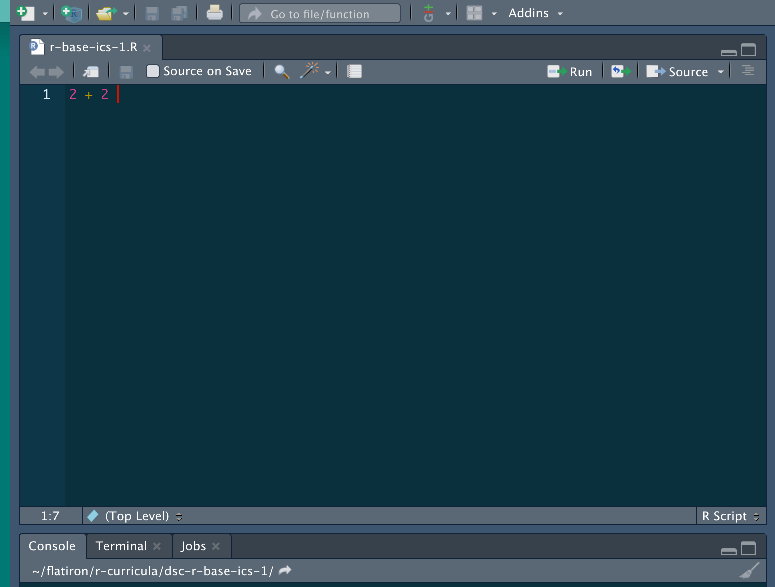 Go to file/function Addins
r-base-ics-1.R
Source on Save Run Source
1 2 + 2
1:7 (Top Level) R Script
Console Terminal Jobs
~/flatiron/r-curricula/dsc-r-base-ics-1/